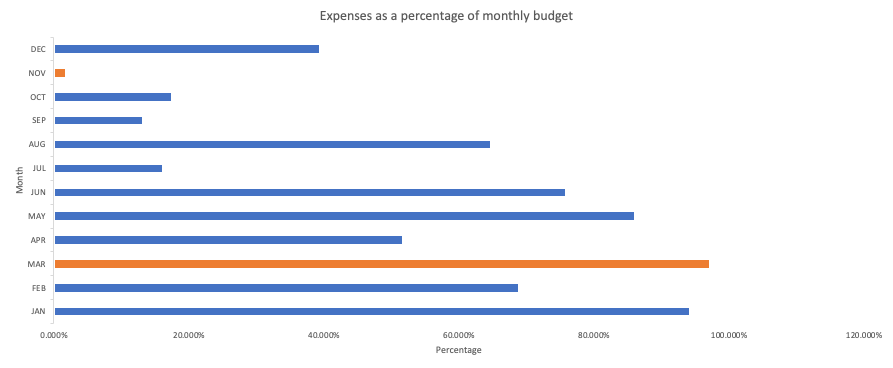 Expenses as a percentage of monthly budget
DEC
NOV
OCT
SEP
AUG
JUL
JUN
MAY
APR
MAR
FEB
JAN
Month
0.000% 20.000% 40.000% 60.000% 80.000% 100.000% 120.000%
Percentage